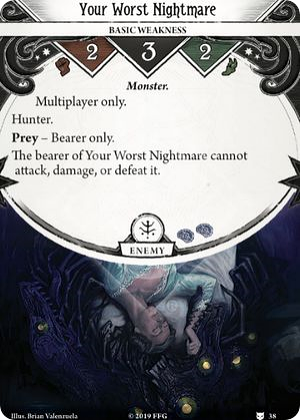 Your Worst Nightmare
BASIC WEAKNESS
2 3 2
Monster.
Multiplayer only.
Hunter.
Prey – Bearer only.
The bearer of Your Worst Nightmare cannot
attack, damage, or defeat it.
ENEMY
Illus. Brian Valenzuela © 2019 FFG 38